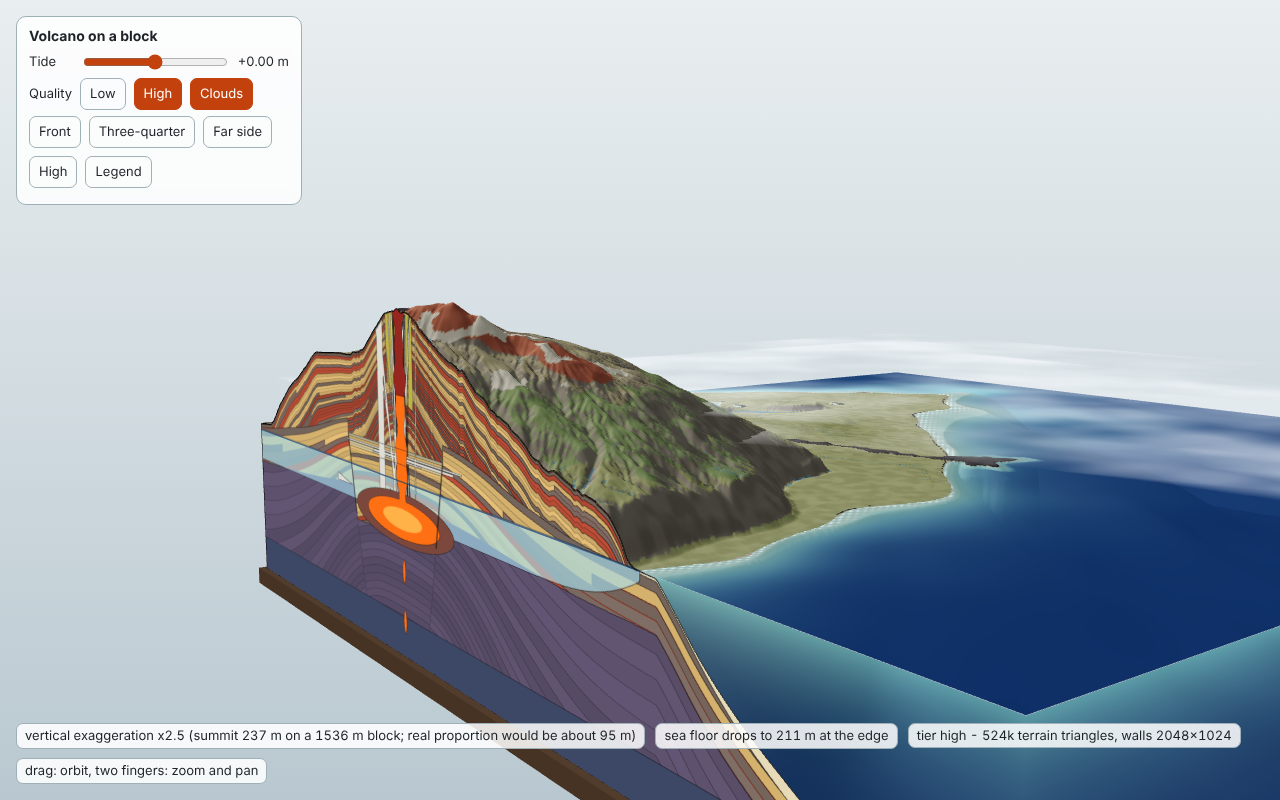 Volcano on a block
Tide +0.00 m
Quality Low High Clouds
Front Three-quarter Far side
High Legend
vertical exaggeration x2.5 (summit 237 m on a 1536 m block; real proportion would be about 95 m) sea floor drops to 211 m at the edge tier high - 524k terrain triangles, walls 2048×1024
drag: orbit, two fingers: zoom and pan